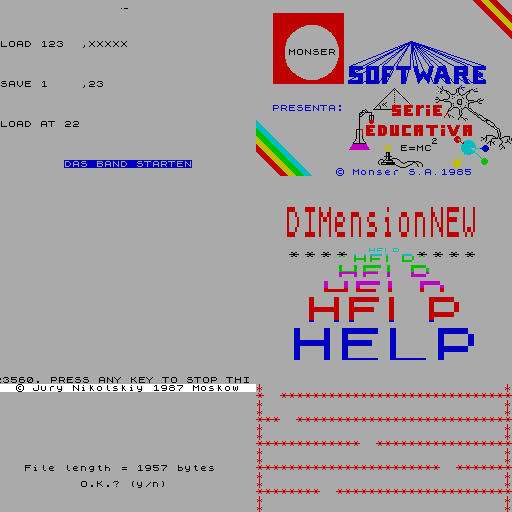 LOAD 123 ,XXXXX
SAVE 1 ,23
LOAD AT 22
DAS BAND STARTEN
MONSER
SOFTWARE
PRESENTA:
SERIE
EDUCATIVA
E=MC2
© Monser S.A.1985
23560. PRESS ANY KEY TO STOP THI
© Jury Nikolskiy 1987 Moskow
File length = 1957 bytes
O.K.? (y/n)
DIMensionNEW
* * * * * HELP * * * * *
HELP
HELP
HELP
HELP
HELP